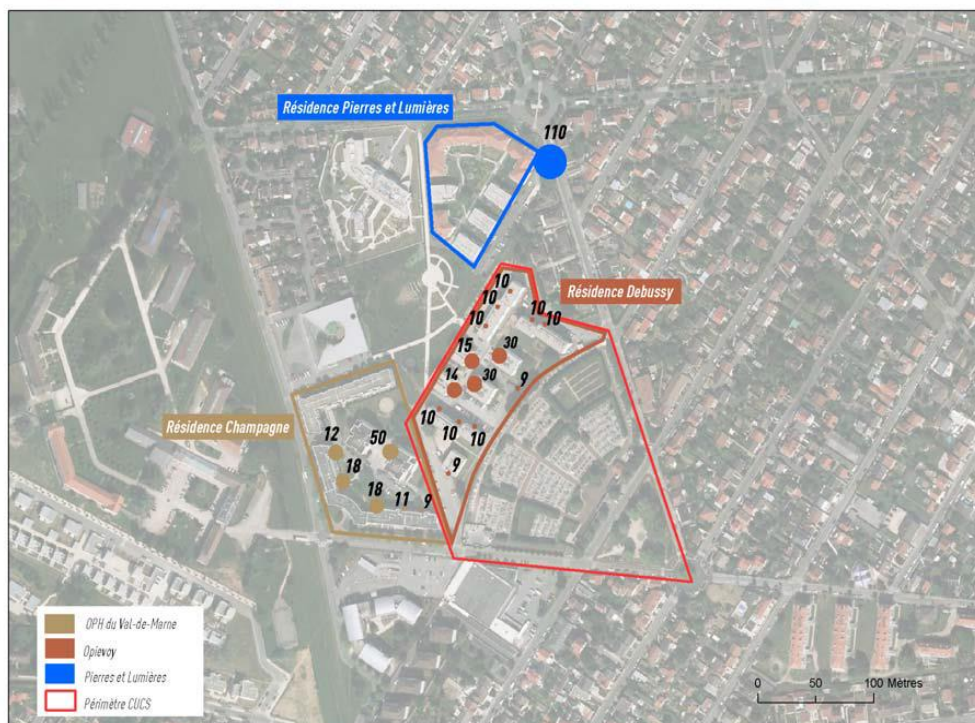 Résidence Pierres et Lumières
110
Résidence Debussy
10
10
10
10
10
15
30
14
30
9
10
10
10
9
Résidence Champagne
12
50
18
18
11
9
OPH du Val-de-Marne
Opievoy
Pierres et Lumières
Périmètre CUCS
0 50 100 Mètres